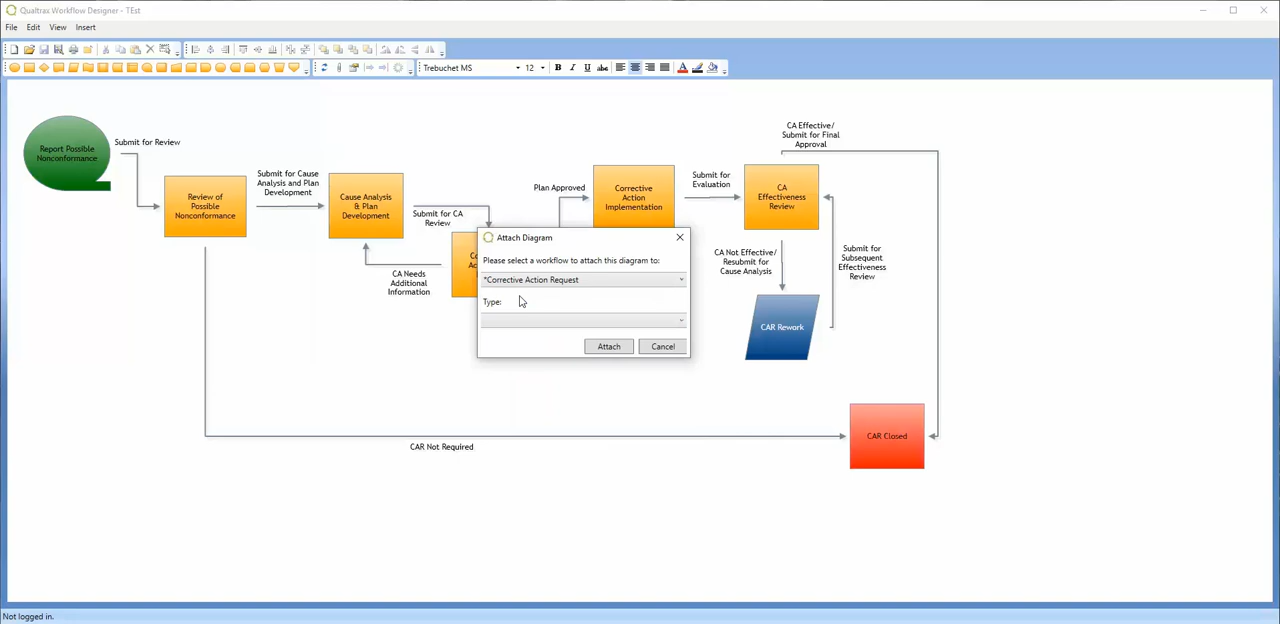 Qualtrax Workflow Designer - TEst
File Edit View Insert
Trebuchet MS 12 B I U abc A
Report Possible
Nonconformance
Submit for Review
Review of
Possible
Nonconformance
Submit for Cause
Analysis and Plan
Development
Cause Analysis
& Plan
Development
Submit for CA
Review
CA Needs
Additional
Information
Plan Approved
Corrective
Action
Implementation
Submit for
Evaluation
CA
Effectiveness
Review
CA Effective/
Submit for Final
Approval
CA Not Effective/
Resubmit for
Cause Analysis
Submit for
Subsequent
Effectiveness
Review
CAR Rework
CAR Closed
CAR Not Required
Attach Diagram
Please select a workflow to attach this diagram to:
*Corrective Action Request
Type:
Attach Cancel
Not logged in.